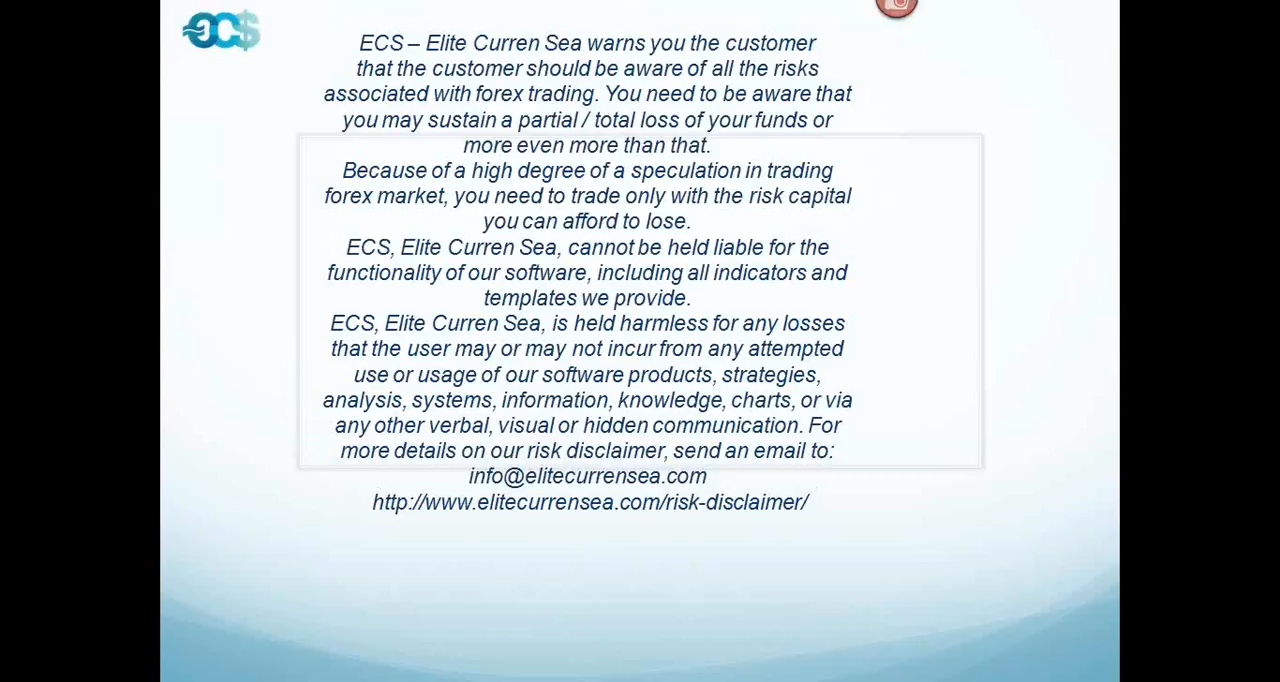 eCS
ECS – Elite Curren Sea warns you the customer
that the customer should be aware of all the risks
associated with forex trading. You need to be aware that
you may sustain a partial / total loss of your funds or
more even more than that.
Because of a high degree of a speculation in trading
forex market, you need to trade only with the risk capital
you can afford to lose.
ECS, Elite Curren Sea, cannot be held liable for the
functionality of our software, including all indicators and
templates we provide.
ECS, Elite Curren Sea, is held harmless for any losses
that the user may or may not incur from any attempted
use or usage of our software products, strategies,
analysis, systems, information, knowledge, charts, or via
any other verbal, visual or hidden communication. For
more details on our risk disclaimer, send an email to:
info@elitecurrensea.com
http://www.elitecurrensea.com/risk-disclaimer/